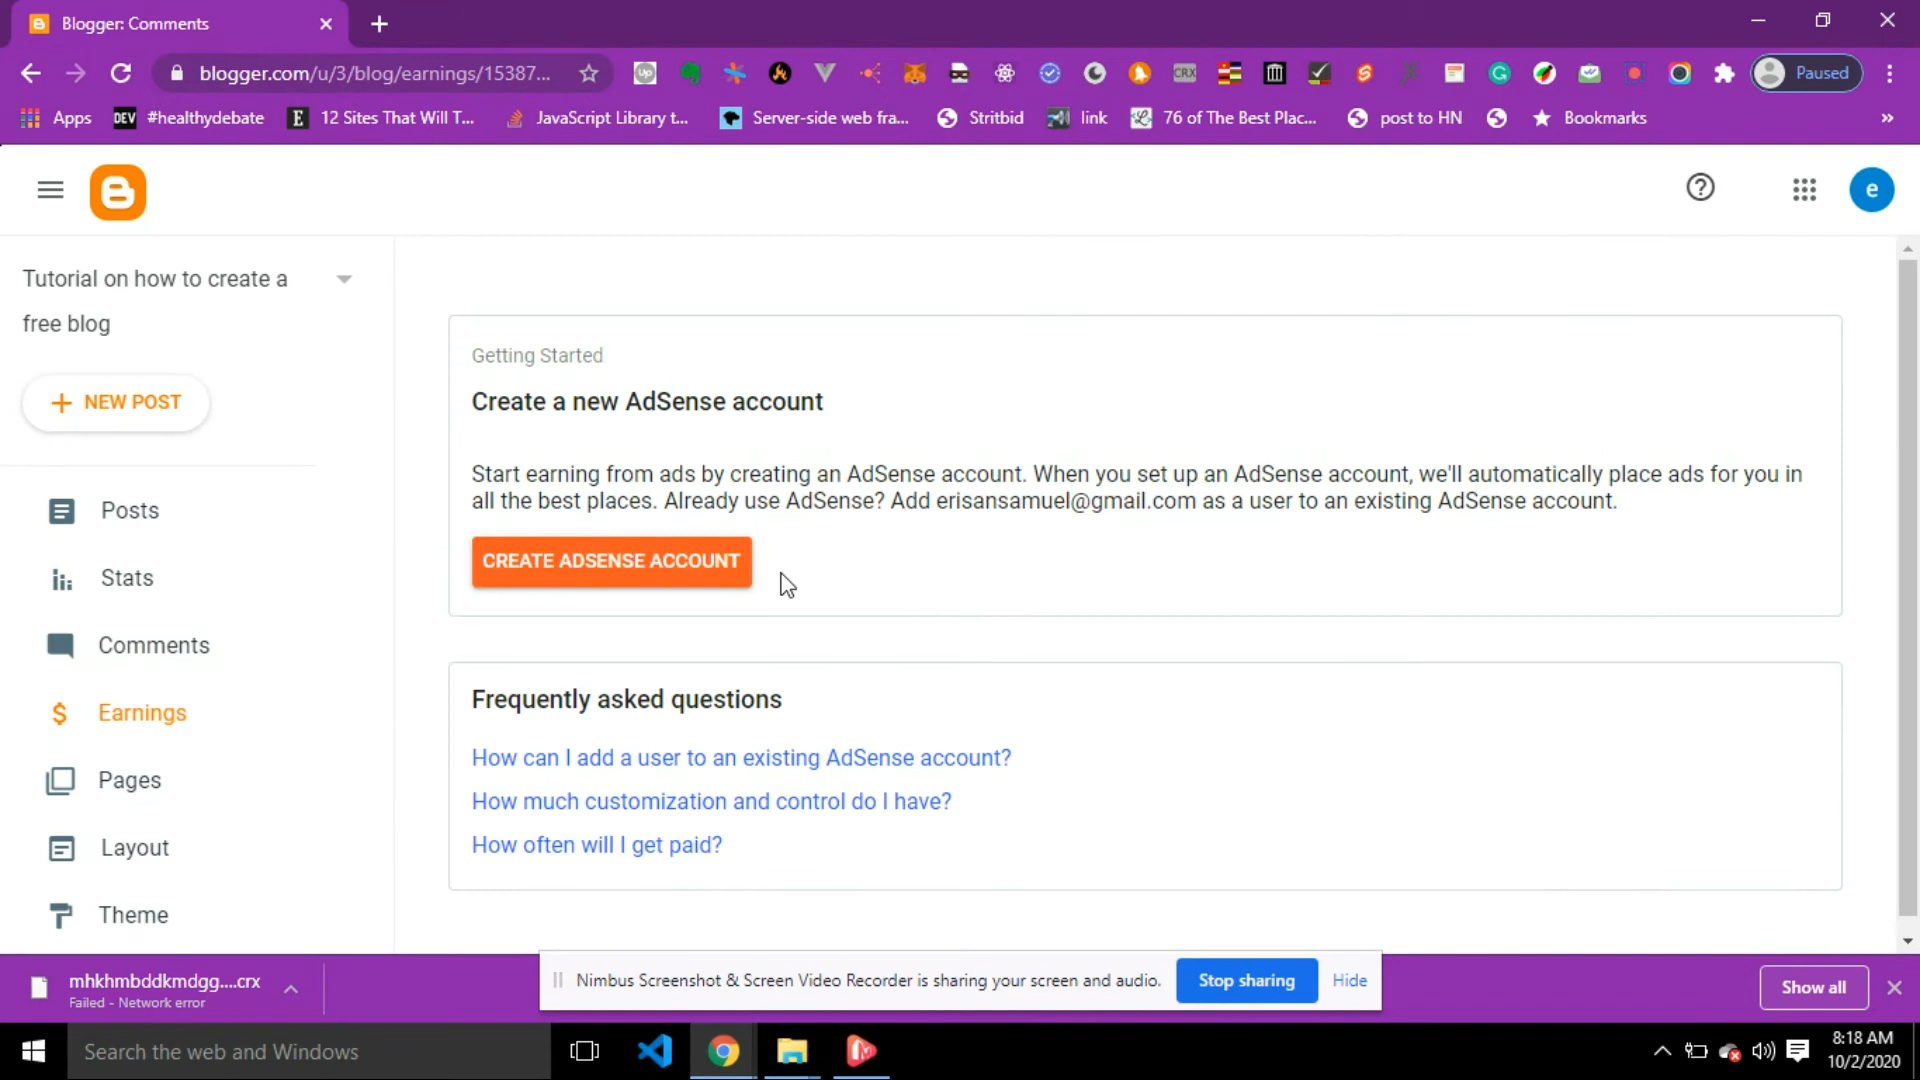 Blogger: Comments
blogger.com/u/3/blog/earnings/15387...
Paused
Apps
DEV
#healthydebate
E
12 Sites That Will T...
JavaScript Library t...
Server-side web fra...
Stritbid
link
76 of The Best Plac...
post to HN
Bookmarks
e
Tutorial on how to create a
free blog
NEW POST
Posts
Stats
Comments
Earnings
Pages
Layout
Theme
Getting Started
Create a new AdSense account
Start earning from ads by creating an AdSense account. When you set up an AdSense account, we'll automatically place ads for you in
all the best places. Already use AdSense? Add erisansamuel@gmail.com as a user to an existing AdSense account.
CREATE ADSENSE ACCOUNT
Frequently asked questions
How can I add a user to an existing AdSense account?
How much customization and control do I have?
How often will I get paid?
mhkhmbddkmdgg....crx
Failed - Network error
Nimbus Screenshot & Screen Video Recorder is sharing your screen and audio.
Stop sharing
Hide
Show all
Search the web and Windows
8:18 AM
10/2/2020